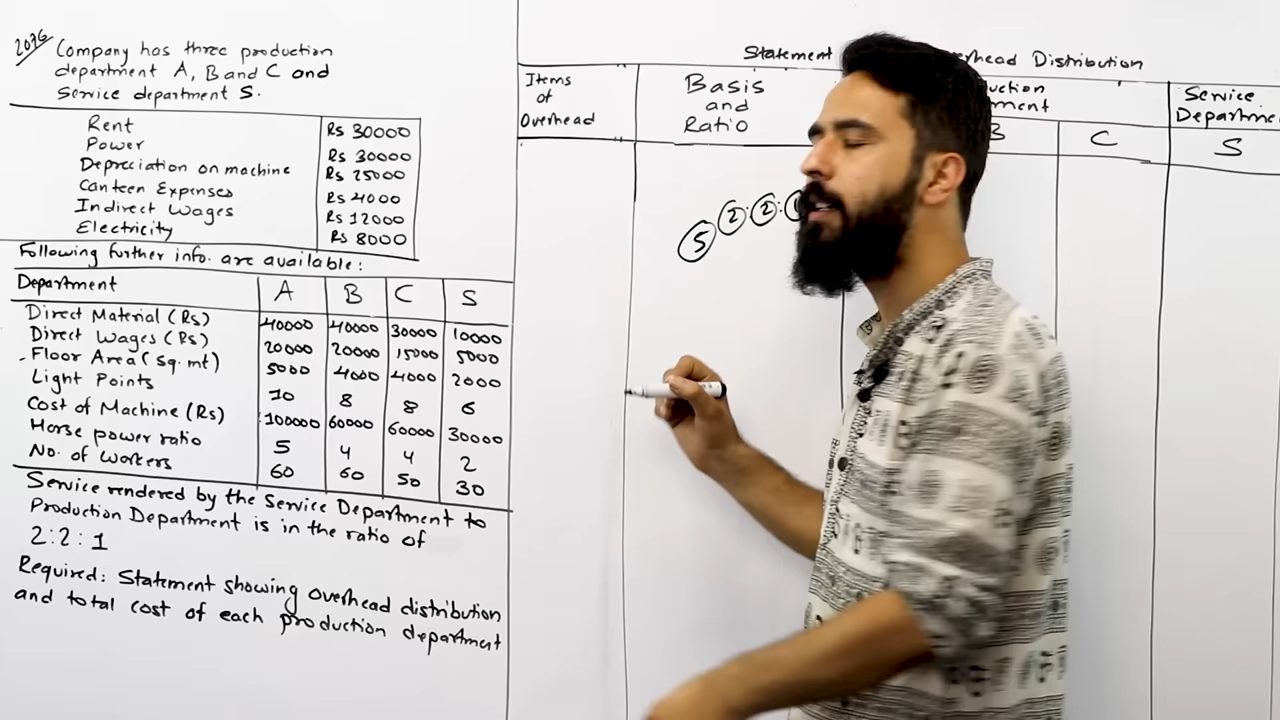 2076 Company has three production
department A, B and C and
Service department S.
Rent Rs 30000
Power Rs 30000
Depreciation on machine Rs 25000
Canteen Expenses Rs 4000
Indirect Wages Rs 12000
Electricity Rs 8000
Following further info. are available:
Department A B C S
Direct Material (Rs) 40000 40000 30000 10000
Direct Wages (Rs) 20000 20000 15000 5000
Floor Area (Sq. mt) 5000 4000 4000 2000
Light Points 10 8 8 6
Cost of Machine (Rs) 100000 60000 60000 30000
Horse power ratio 5 4 4 2
No. of Workers 60 60 50 30
Service rendered by the Service Department to
Production Department is in the ratio of
2:2:1
Required: Statement showing overhead distribution
and total cost of each production department
Statement Distribution
Items
of
Overhead
Basis
and
Ratio
B C
Service
S
5 2 : 2 :